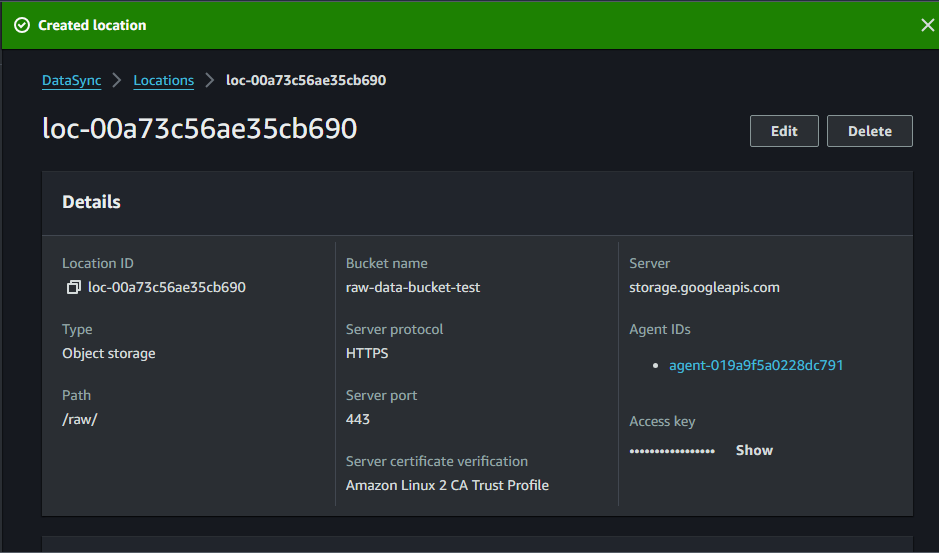 Created location
DataSync > Locations > loc-00a73c56ae35cb690
loc-00a73c56ae35cb690
Edit
Delete
Details
Location ID
loc-00a73c56ae35cb690
Type
Object storage
Path
/raw/
Bucket name
raw-data-bucket-test
Server protocol
HTTPS
Server port
443
Server certificate verification
Amazon Linux 2 CA Trust Profile
Server
storage.googleapis.com
Agent IDs
• agent-019a9f5a0228dc791
Access key
••••••••••••••••• Show